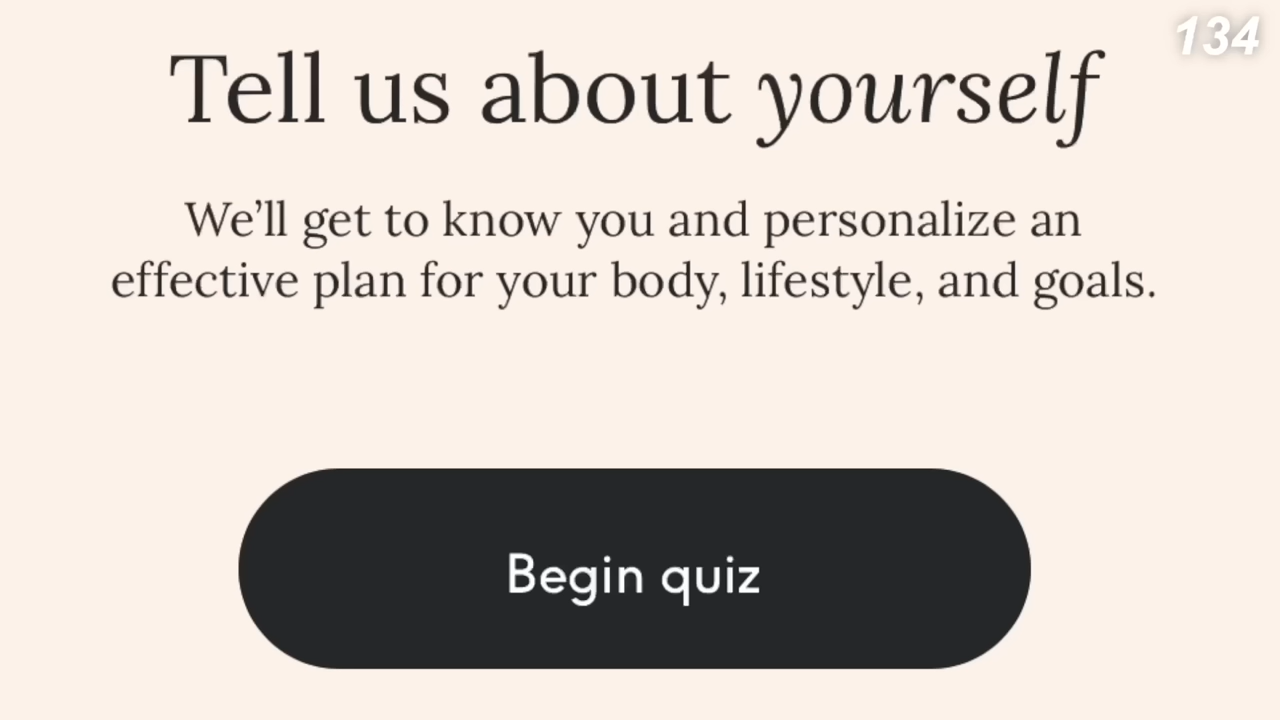 134
Tell us about yourself
We’ll get to know you and personalize an
effective plan for your body, lifestyle, and goals.
Begin quiz